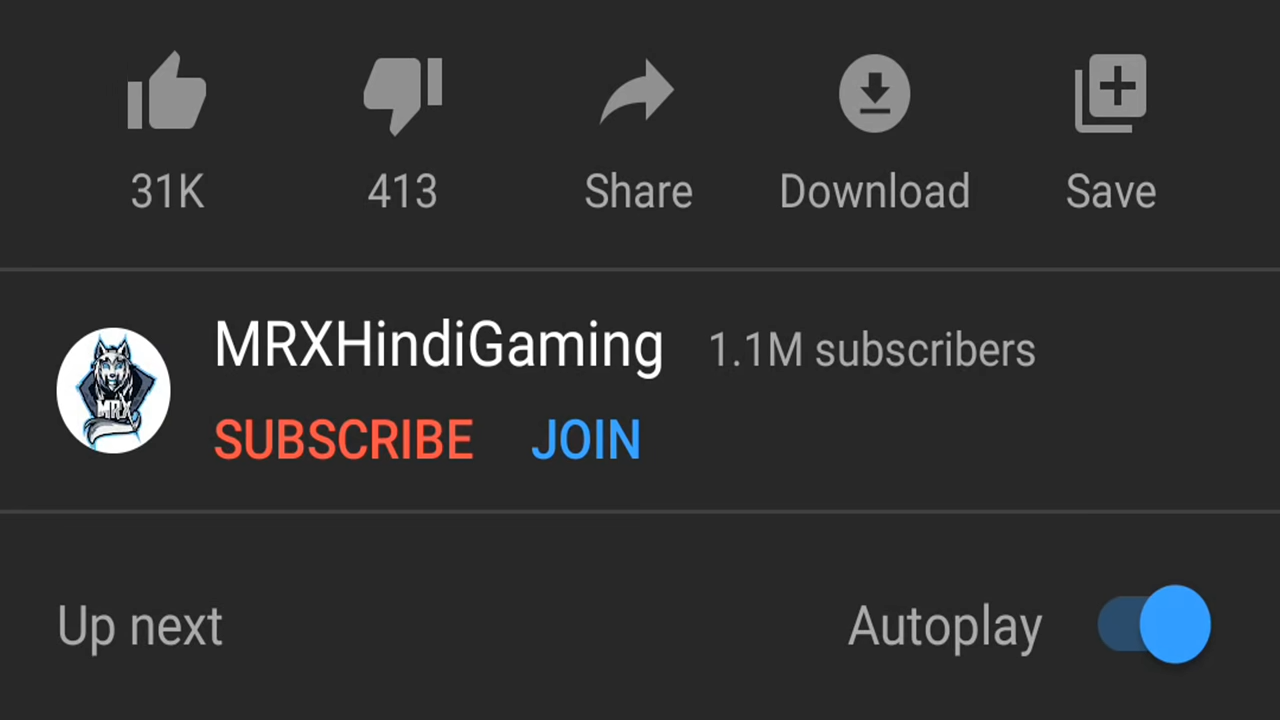 31K 413 Share Download Save
MRXHindiGaming 1.1M subscribers
MRX
SUBSCRIBE JOIN
Up next Autoplay